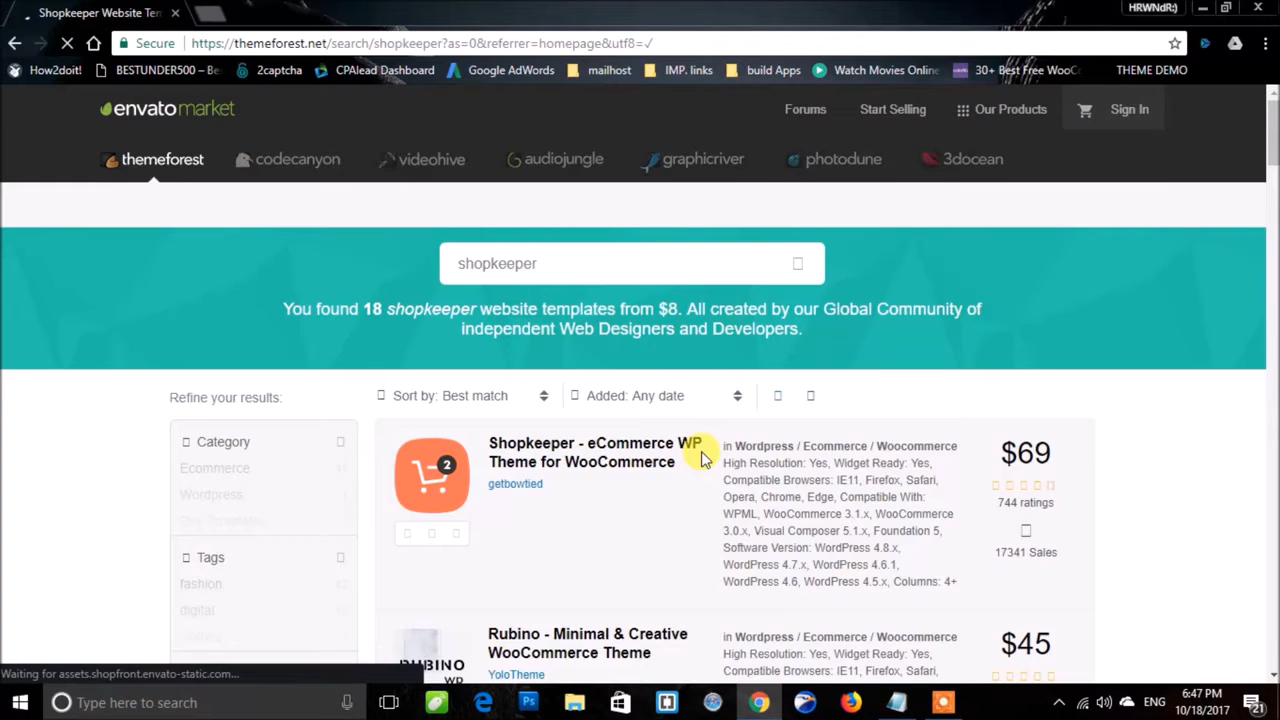 Shopkeeper Website Ten
HRWNdR:)
Secure https://themeforest.net/search/shopkeeper?as=0&referrer=homepage&utf8=✓
How2doit! BESTUNDER500 – Be 2captcha CPAlead Dashboard Google AdWords mailhost IMP. links build Apps Watch Movies Online 30+ Best Free WooCo THEME DEMO
envatomarket Forums Start Selling Our Products Sign In
themeforest codecanyon videohive audiojungle graphicriver photodune 3docean
shopkeeper
You found 18 shopkeeper website templates from $8. All created by our Global Community of
independent Web Designers and Developers.
Refine your results: Sort by: Best match Added: Any date
Category
Ecommerce
Wordpress
Tags
fashion
digital
2
Shopkeeper - eCommerce WP
Theme for WooCommerce
getbowtied
in Wordpress / Ecommerce / Woocommerce
High Resolution: Yes, Widget Ready: Yes,
Compatible Browsers: IE11, Firefox, Safari,
Opera, Chrome, Edge, Compatible With:
WPML, WooCommerce 3.1.x, WooCommerce
3.0.x, Visual Composer 5.1.x, Foundation 5,
Software Version: WordPress 4.8.x,
WordPress 4.7.x, WordPress 4.6.1,
WordPress 4.6, WordPress 4.5.x, Columns: 4+
$69
744 ratings
17341 Sales
RUBINO
WP
Rubino - Minimal & Creative
WooCommerce Theme
YoloTheme
in Wordpress / Ecommerce / Woocommerce
High Resolution: Yes, Widget Ready: Yes,
Compatible Browsers: IE11, Firefox, Safari,
$45
Waiting for assets.shopfront.envato-static.com...
Type here to search
ENG
6:47 PM
10/18/2017
21